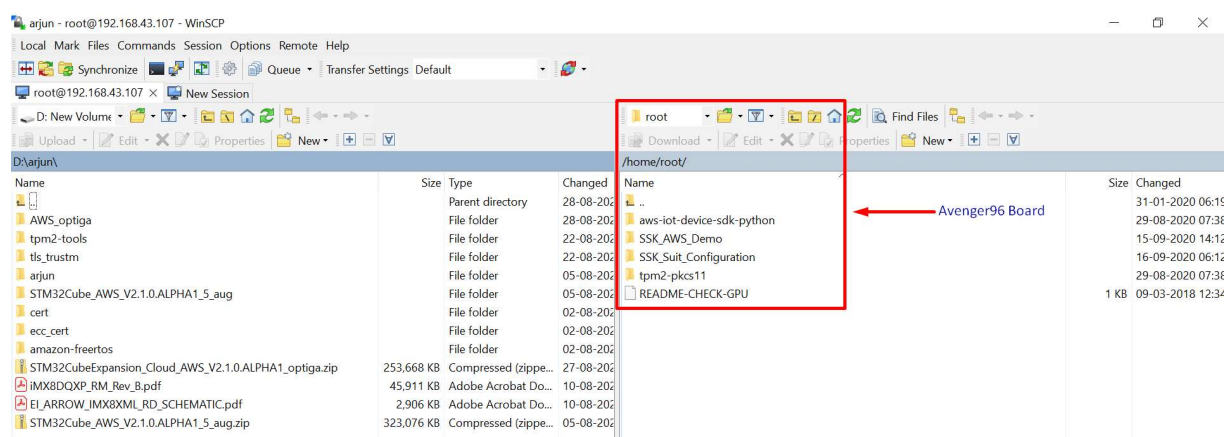 arjun - root@192.168.43.107 - WinSCP
Local Mark Files Commands Session Options Remote Help
Synchronize Queue Transfer Settings Default
root@192.168.43.107 × New Session
D: New Volume root Find Files
Upload Edit Properties New Download Edit Properties New
D:\arjun\ /home/root/
Name Size Type Changed Name Size Changed
.. Parent directory 28-08-202 .. 31-01-2020 06:19
AWS_optiga File folder 28-08-202 aws-iot-device-sdk-python 29-08-2020 07:38
Avenger96 Board
tpm2-tools File folder 22-08-202 SSK_AWS_Demo 15-09-2020 14:12
tls_trustm File folder 22-08-202 SSK_Suit_Configuration 16-09-2020 06:12
arjun File folder 05-08-202 tpm2-pkcs11 29-08-2020 07:38
STM32Cube_AWS_V2.1.0.ALPHA1_5_aug File folder 05-08-202 README-CHECK-GPU 1 KB 09-03-2018 12:34
cert File folder 02-08-202
ecc_cert File folder 02-08-202
amazon-freertos File folder 02-08-202
STM32CubeExpansion_Cloud_AWS_V2.1.0.ALPHA1_optiga.zip 253,668 KB Compressed (zippe... 27-08-202
iMX8DQXP_RM_Rev_B.pdf 45,911 KB Adobe Acrobat Do... 10-08-202
EI_ARROW_IMX8XML_RD_SCHEMATIC.pdf 2,906 KB Adobe Acrobat Do... 10-08-202
STM32Cube_AWS_V2.1.0.ALPHA1_5_aug.zip 323,076 KB Compressed (zippe... 05-08-202